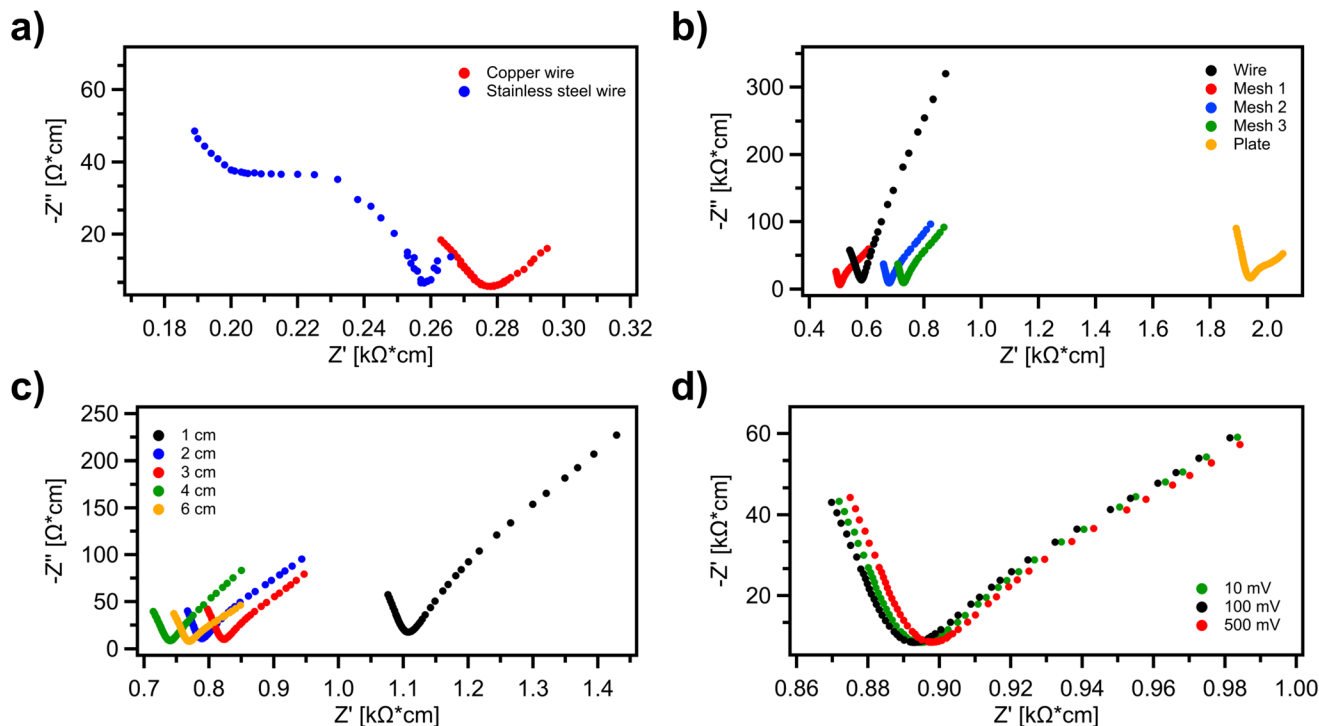 a)
60
40
20
-Z'' [Ω*cm]
Copper wire
Stainless steel wire
0.18 0.20 0.22 0.24 0.26 0.28 0.30 0.32
Z' [kΩ*cm]
b)
300
200
100
0
-Z'' [kΩ*cm]
Wire
Mesh 1
Mesh 2
Mesh 3
Plate
0.4 0.6 0.8 1.0 1.2 1.4 1.6 1.8 2.0
Z' [kΩ*cm]
c)
250
200
150
100
50
0
-Z'' [Ω*cm]
1 cm
2 cm
3 cm
4 cm
6 cm
0.7 0.8 0.9 1.0 1.1 1.2 1.3 1.4
Z' [kΩ*cm]
d)
60
40
20
-Z' [kΩ*cm]
10 mV
100 mV
500 mV
0.86 0.88 0.90 0.92 0.94 0.96 0.98 1.00
Z' [kΩ*cm]